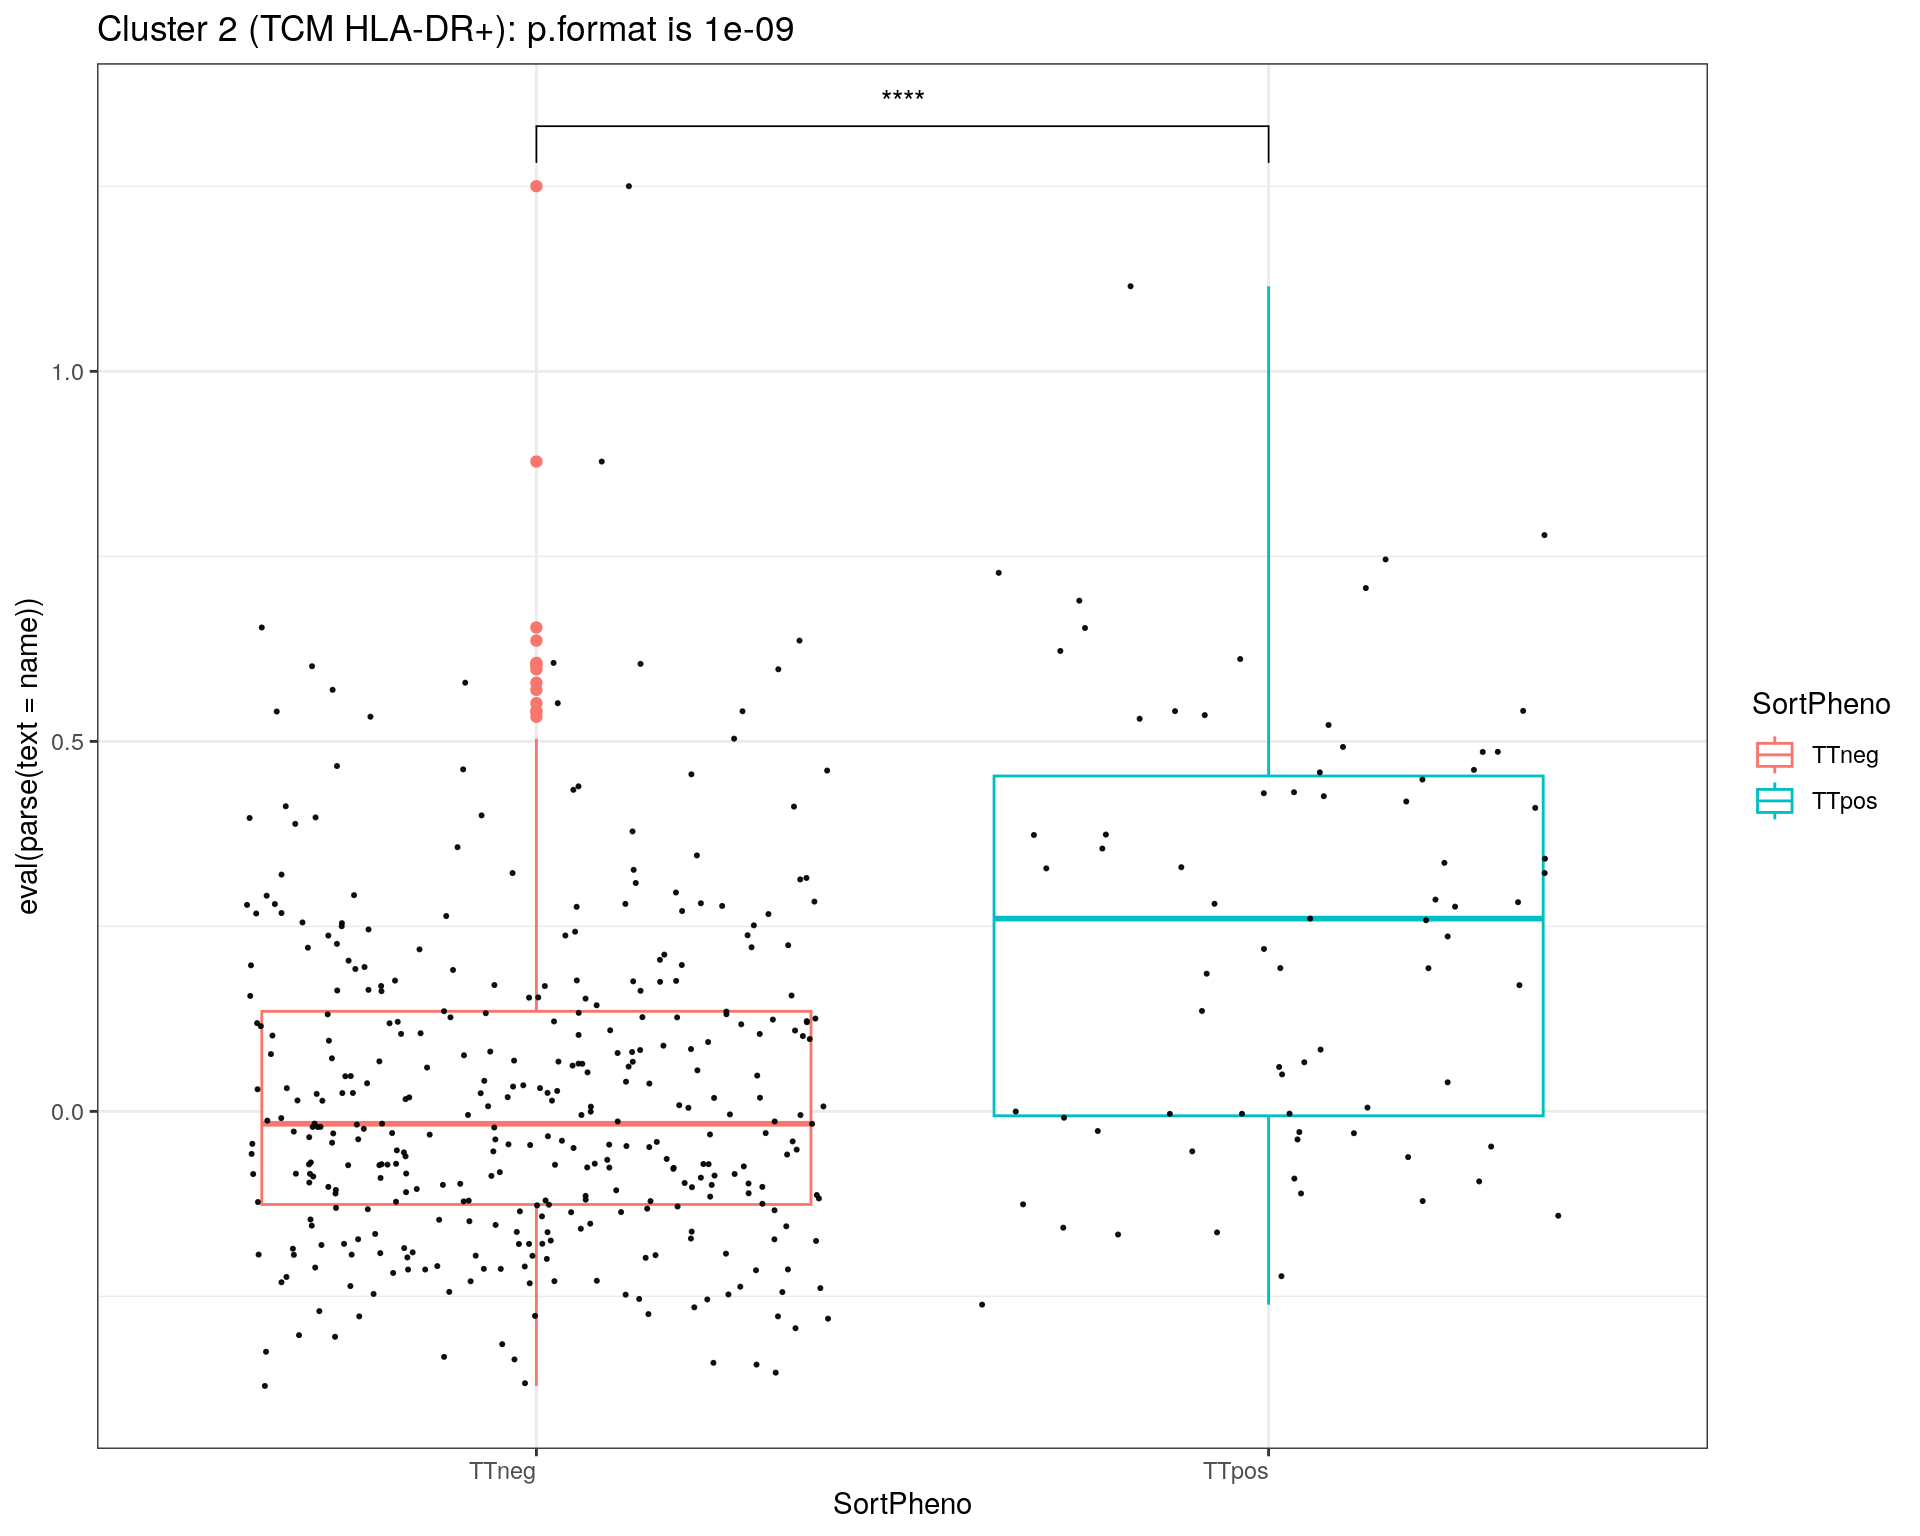 Cluster 2 (TCM HLA-DR+): p.format is 1e-09
****
1.0
0.5
0.0
eval(parse(text = name))
TTneg
TTpos
SortPheno
SortPheno
TTneg
TTpos